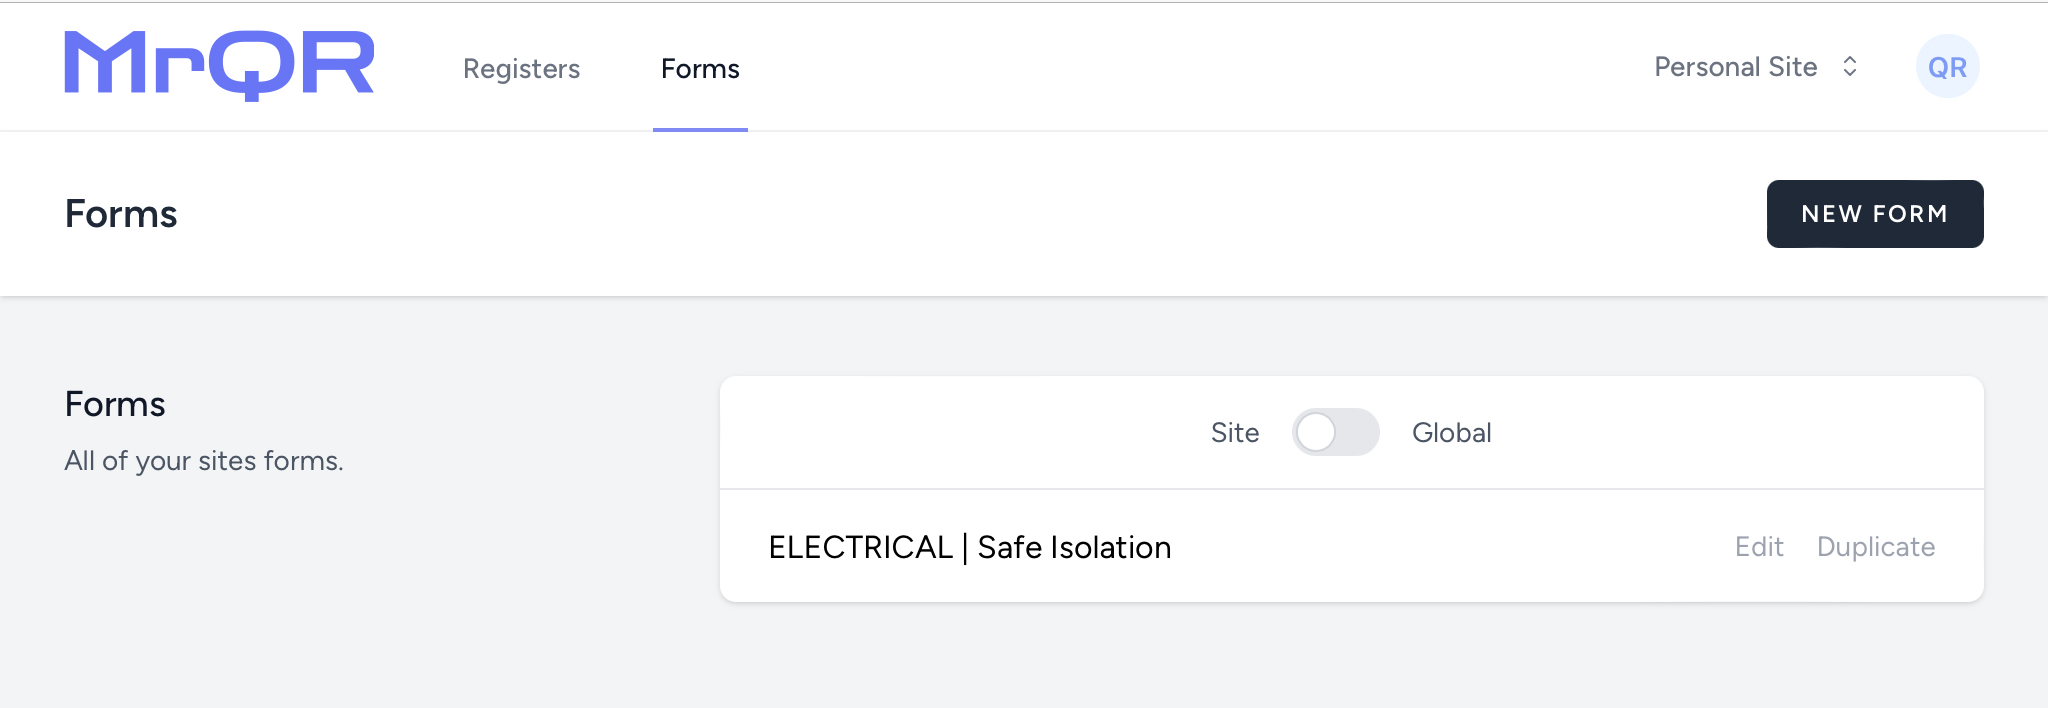 MrQR
Registers
Forms
Personal Site
QR
Forms
NEW FORM
Forms
All of your sites forms.
Site
Global
ELECTRICAL | Safe Isolation
Edit
Duplicate